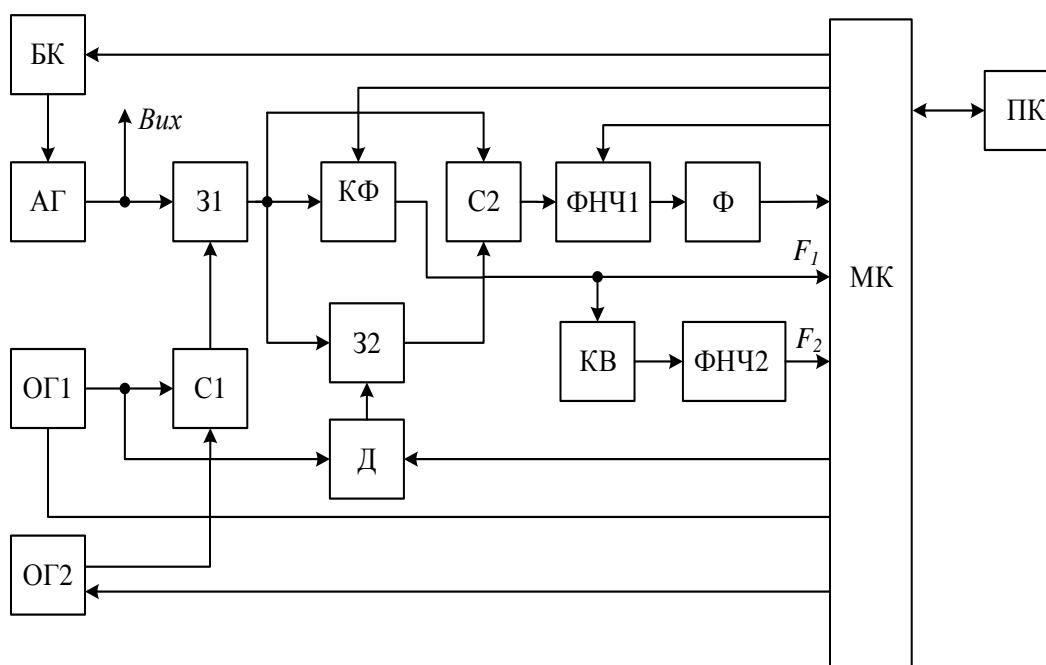 БК
ПК
Вих
АГ
З1
КФ
С2
ФНЧ1
Ф
F1
МК
З2
F2
КВ
ФНЧ2
ОГ1
С1
Д
ОГ2